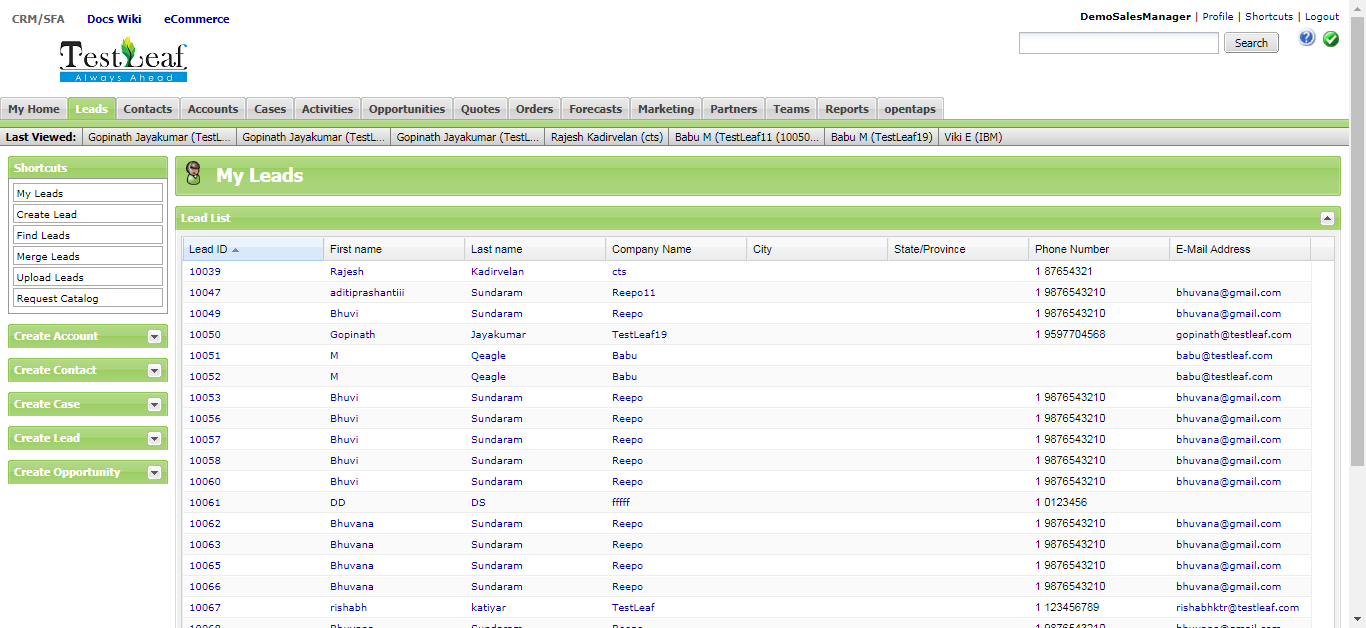 CRM/SFA Docs Wiki eCommerce
DemoSalesManager | Profile | Shortcuts | Logout
Search
TestLeaf
Always Ahead
My Home Leads Contacts Accounts Cases Activities Opportunities Quotes Orders Forecasts Marketing Partners Teams Reports opentaps
Last Viewed: Gopinath Jayakumar (TestL... Gopinath Jayakumar (TestL... Gopinath Jayakumar (TestL... Rajesh Kadirvelan (cts) Babu M (TestLeaf11 (10050... Babu M (TestLeaf19) Viki E (IBM)
Shortcuts
My Leads
Create Lead
Find Leads
Merge Leads
Upload Leads
Request Catalog
Create Account
Create Contact
Create Case
Create Lead
Create Opportunity
My Leads
Lead List
Lead ID First name Last name Company Name City State/Province Phone Number E-Mail Address
10039 Rajesh Kadirvelan cts 1 87654321
10047 aditiprashantiii Sundaram Reepo11 1 9876543210 bhuvana@gmail.com
10049 Bhuvi Sundaram Reepo 1 9876543210 bhuvana@gmail.com
10050 Gopinath Jayakumar TestLeaf19 1 9597704568 gopinath@testleaf.com
10051 M Qeagle Babu babu@testleaf.com
10052 M Qeagle Babu babu@testleaf.com
10053 Bhuvi Sundaram Reepo 1 9876543210 bhuvana@gmail.com
10056 Bhuvi Sundaram Reepo 1 9876543210 bhuvana@gmail.com
10057 Bhuvi Sundaram Reepo 1 9876543210 bhuvana@gmail.com
10058 Bhuvi Sundaram Reepo 1 9876543210 bhuvana@gmail.com
10060 Bhuvi Sundaram Reepo 1 9876543210 bhuvana@gmail.com
10061 DD DS fffff 1 0123456
10062 Bhuvana Sundaram Reepo 1 9876543210 bhuvana@gmail.com
10063 Bhuvana Sundaram Reepo 1 9876543210 bhuvana@gmail.com
10065 Bhuvana Sundaram Reepo 1 9876543210 bhuvana@gmail.com
10066 Bhuvana Sundaram Reepo 1 9876543210 bhuvana@gmail.com
10067 rishabh katiyar TestLeaf 1 123456789 rishabhktr@testleaf.com
10068 Bhuvana Sundaram Reepo 1 9876543210 bhuvana@gmail.com